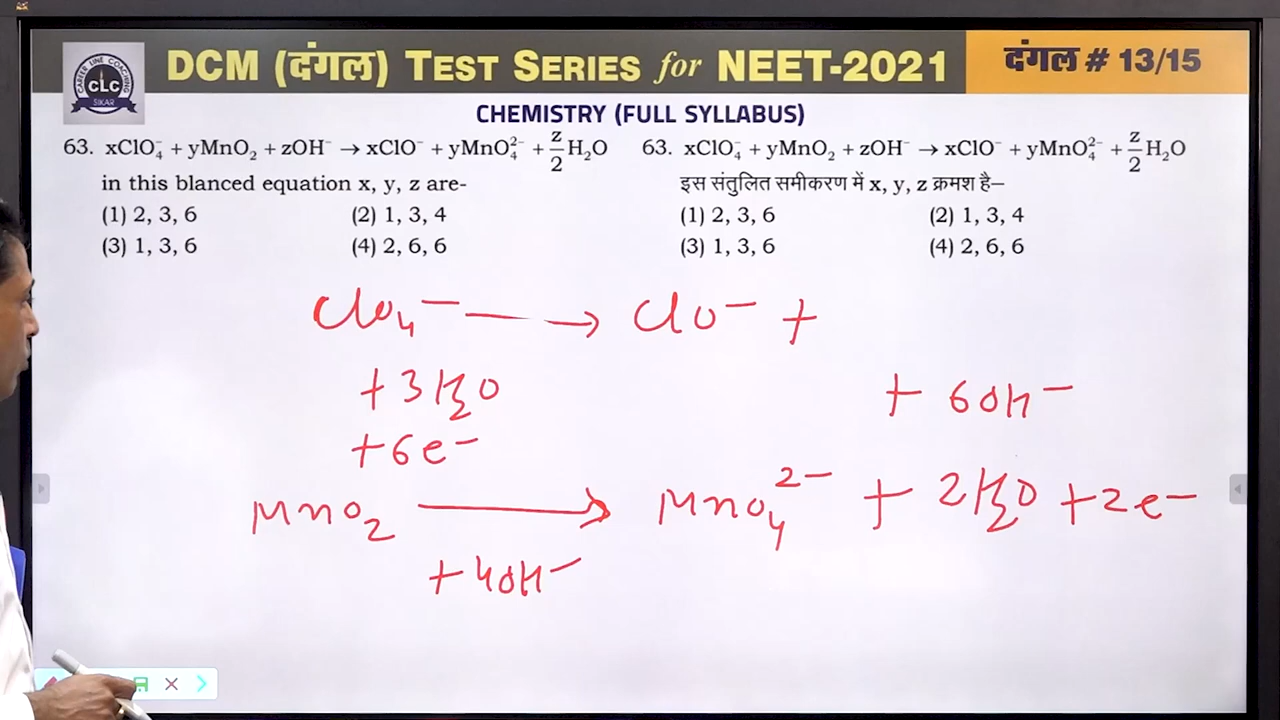 CAREER LINE COACHING
CLC
SIKAR
DCM (दंगल) TEST SERIES for NEET-2021
दंगल # 13/15
CHEMISTRY (FULL SYLLABUS)
63. xClO₄⁻ + yMnO₂ + zOH⁻ → xClO⁻ + yMnO₄²⁻ + z/2 H₂O
in this blanced equation x, y, z are-
(1) 2, 3, 6 (2) 1, 3, 4
(3) 1, 3, 6 (4) 2, 6, 6
63. xClO₄⁻ + yMnO₂ + zOH⁻ → xClO⁻ + yMnO₄²⁻ + z/2 H₂O
इस संतुलित समीकरण में x, y, z क्रमश है–
(1) 2, 3, 6 (2) 1, 3, 4
(3) 1, 3, 6 (4) 2, 6, 6
ClO₄⁻ → ClO⁻ +
+ 3H₂O + 6OH⁻
+ 6e⁻
MnO₂ → MnO₄²⁻ + 2H₂O + 2e⁻
+ 4OH⁻